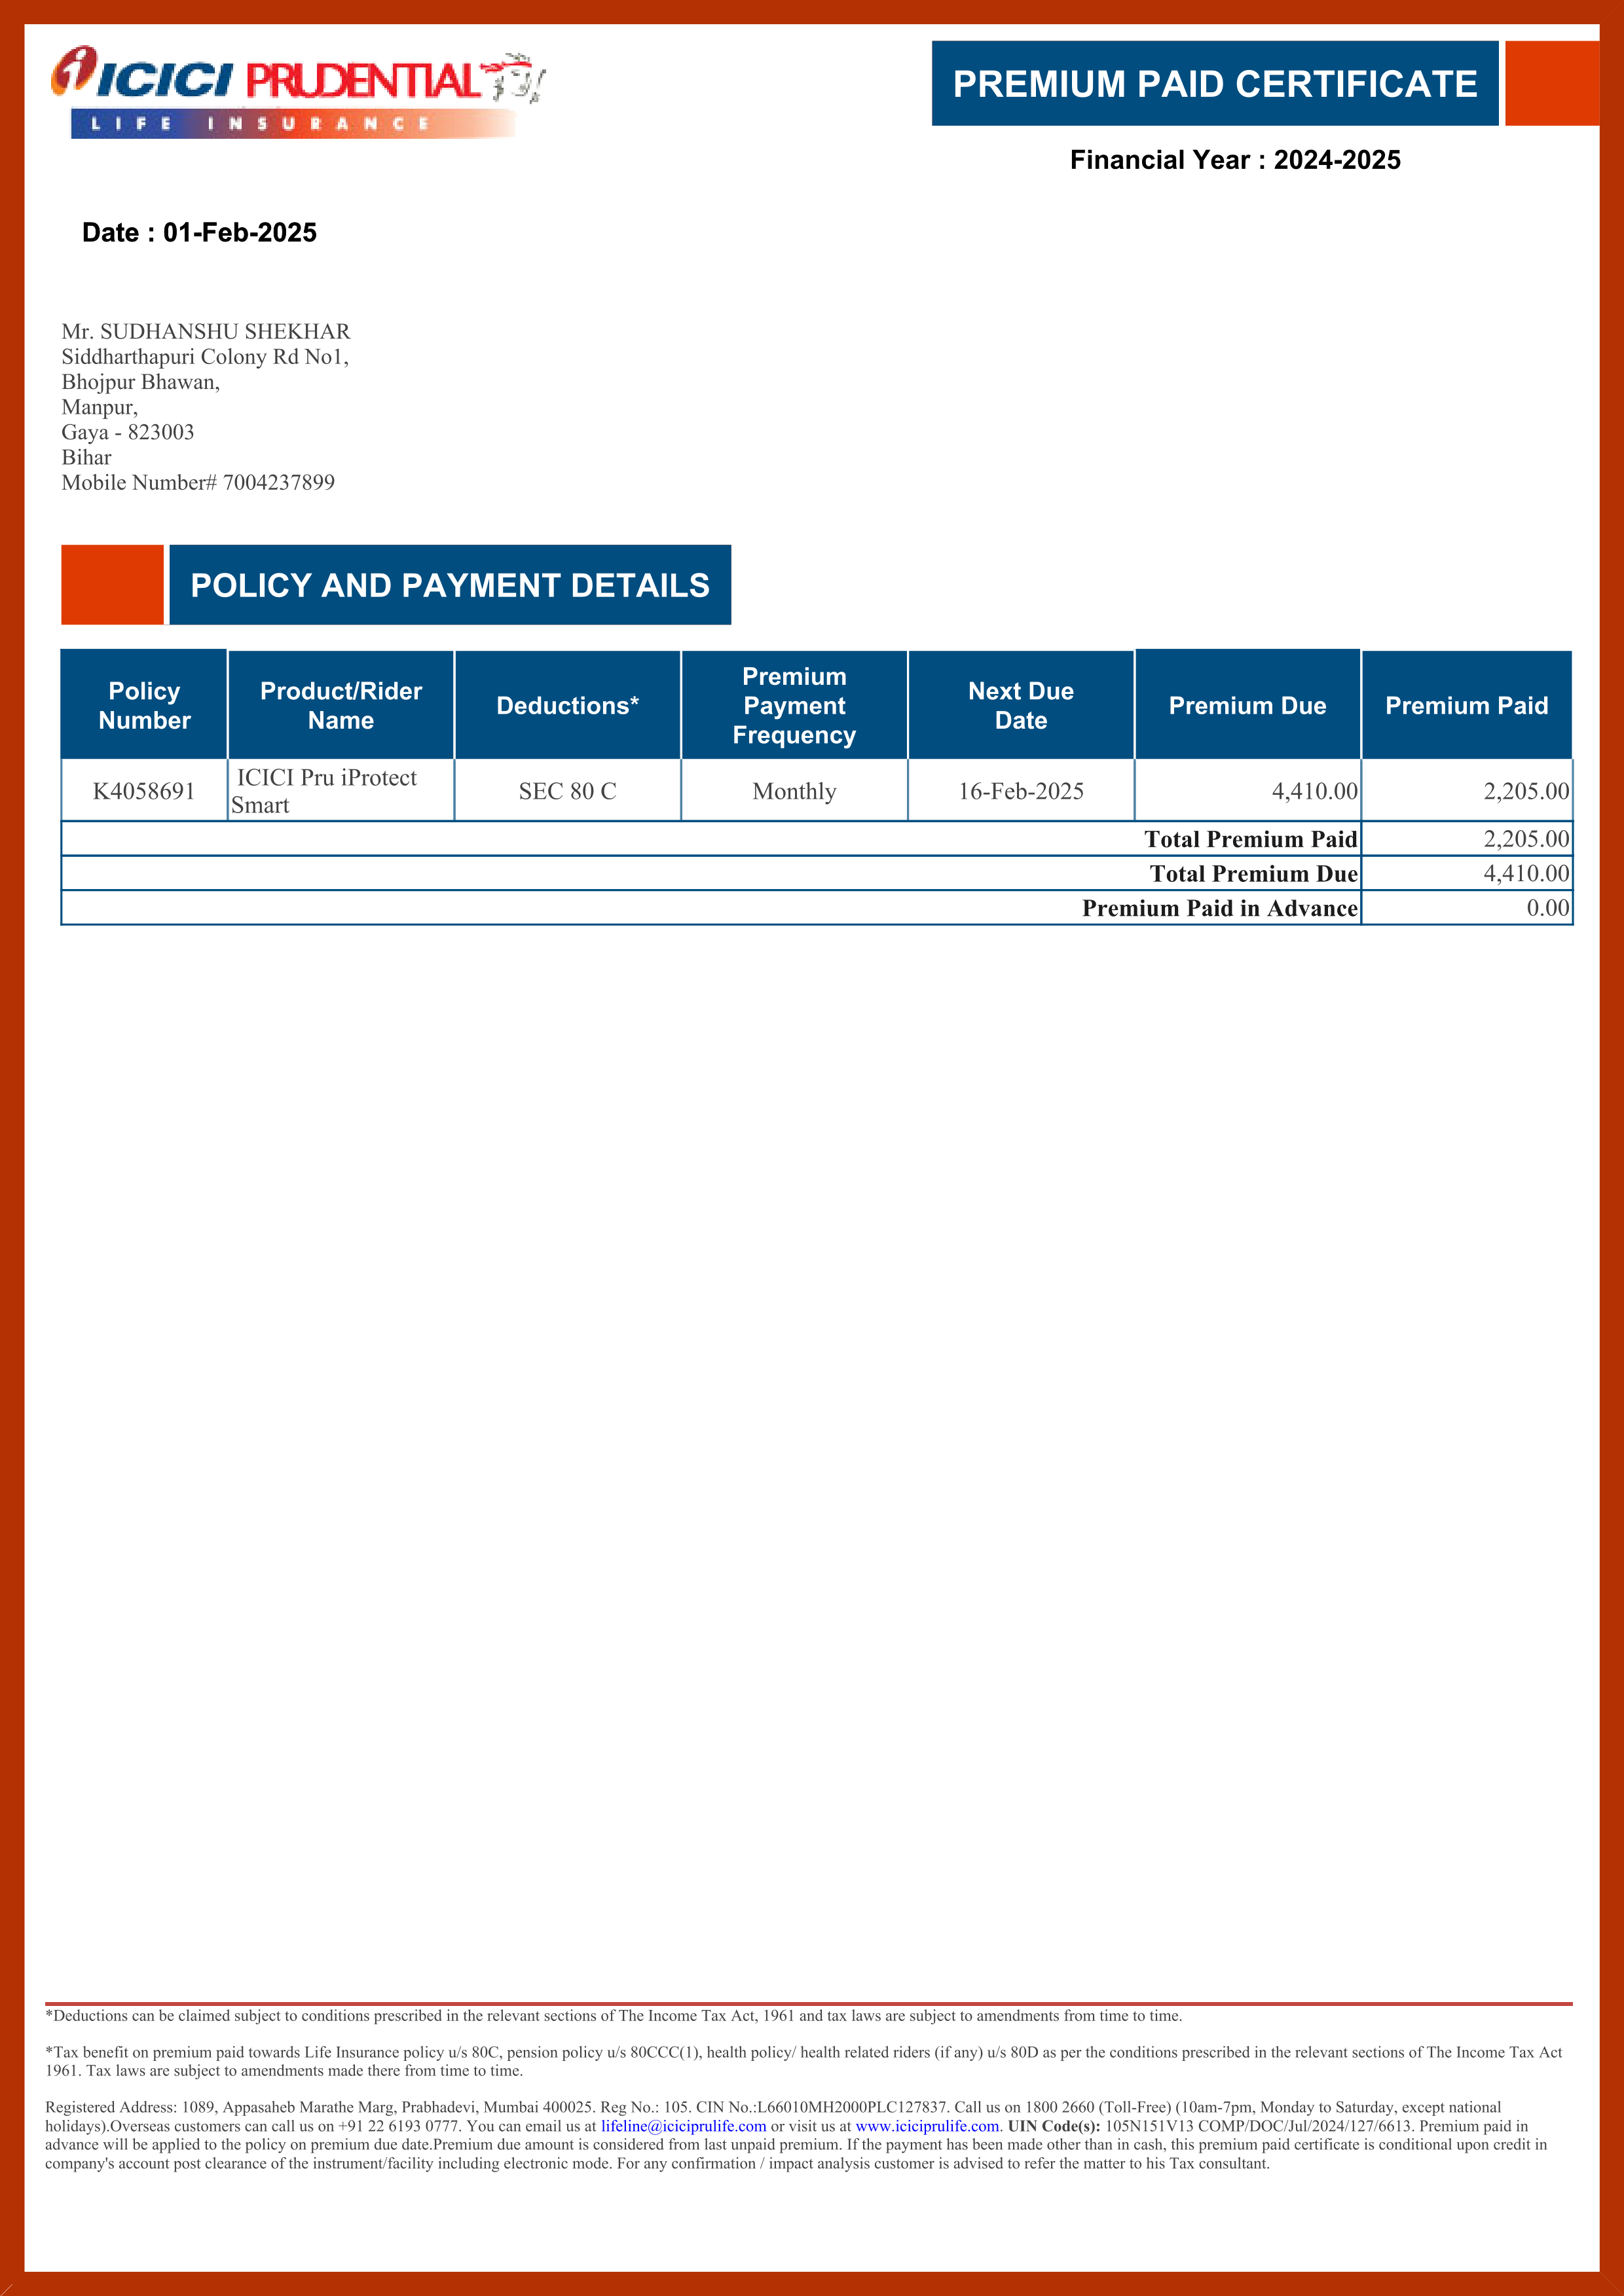 ICICI PRUDENTIAL
LIFE INSURANCE
PREMIUM PAID CERTIFICATE
Financial Year : 2024-2025
Date : 01-Feb-2025
Mr. SUDHANSHU SHEKHAR
Siddharthapuri Colony Rd No1,
Bhojpur Bhawan,
Manpur,
Gaya - 823003
Bihar
Mobile Number# 7004237899
POLICY AND PAYMENT DETAILS
Policy Number
Product/Rider Name
Deductions*
Premium Payment Frequency
Next Due Date
Premium Due
Premium Paid
K4058691
ICICI Pru iProtect Smart
SEC 80 C
Monthly
16-Feb-2025
4,410.00
2,205.00
Total Premium Paid 2,205.00
Total Premium Due 4,410.00
Premium Paid in Advance 0.00
*Deductions can be claimed subject to conditions prescribed in the relevant sections of The Income Tax Act, 1961 and tax laws are subject to amendments from time to time.
*Tax benefit on premium paid towards Life Insurance policy u/s 80C, pension policy u/s 80CCC(1), health policy/ health related riders (if any) u/s 80D as per the conditions prescribed in the relevant sections of The Income Tax Act
1961. Tax laws are subject to amendments made there from time to time.
Registered Address: 1089, Appasaheb Marathe Marg, Prabhadevi, Mumbai 400025. Reg No.: 105. CIN No.:L66010MH2000PLC127837. Call us on 1800 2660 (Toll-Free) (10am-7pm, Monday to Saturday, except national
holidays).Overseas customers can call us on +91 22 6193 0777. You can email us at lifeline@iciciprulife.com or visit us at www.iciciprulife.com. UIN Code(s): 105N151V13 COMP/DOC/Jul/2024/127/6613. Premium paid in
advance will be applied to the policy on premium due date.Premium due amount is considered from last unpaid premium. If the payment has been made other than in cash, this premium paid certificate is conditional upon credit in
company's account post clearance of the instrument/facility including electronic mode. For any confirmation / impact analysis customer is advised to refer the matter to his Tax consultant.